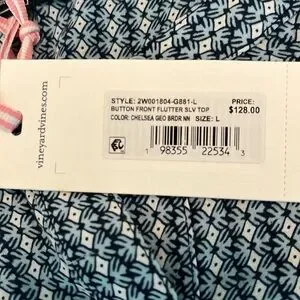 vineyardvines.com
STYLE: 2W001804-G881-L
BUTTON FRONT FLUTTER SLV TOP
COLOR: CHELSEA GEO BRDR NN SIZE: L
PRICE:
$128.00
1 98355 22534 3